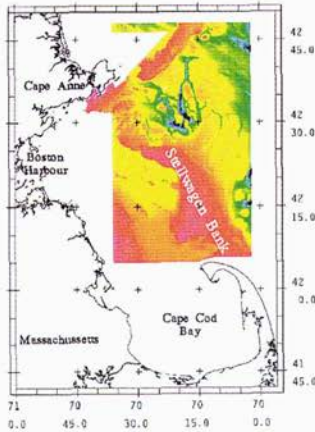 42
45.0
Cape Anne
42
30.0
Boston
Harbour
Stellwagen Bank
42
15.0
42
0.0
Cape Cod
Bay
Massachussetts
41
45.0
71 70 70 70 70
0.0 45.0 30.0 15.0 0.0